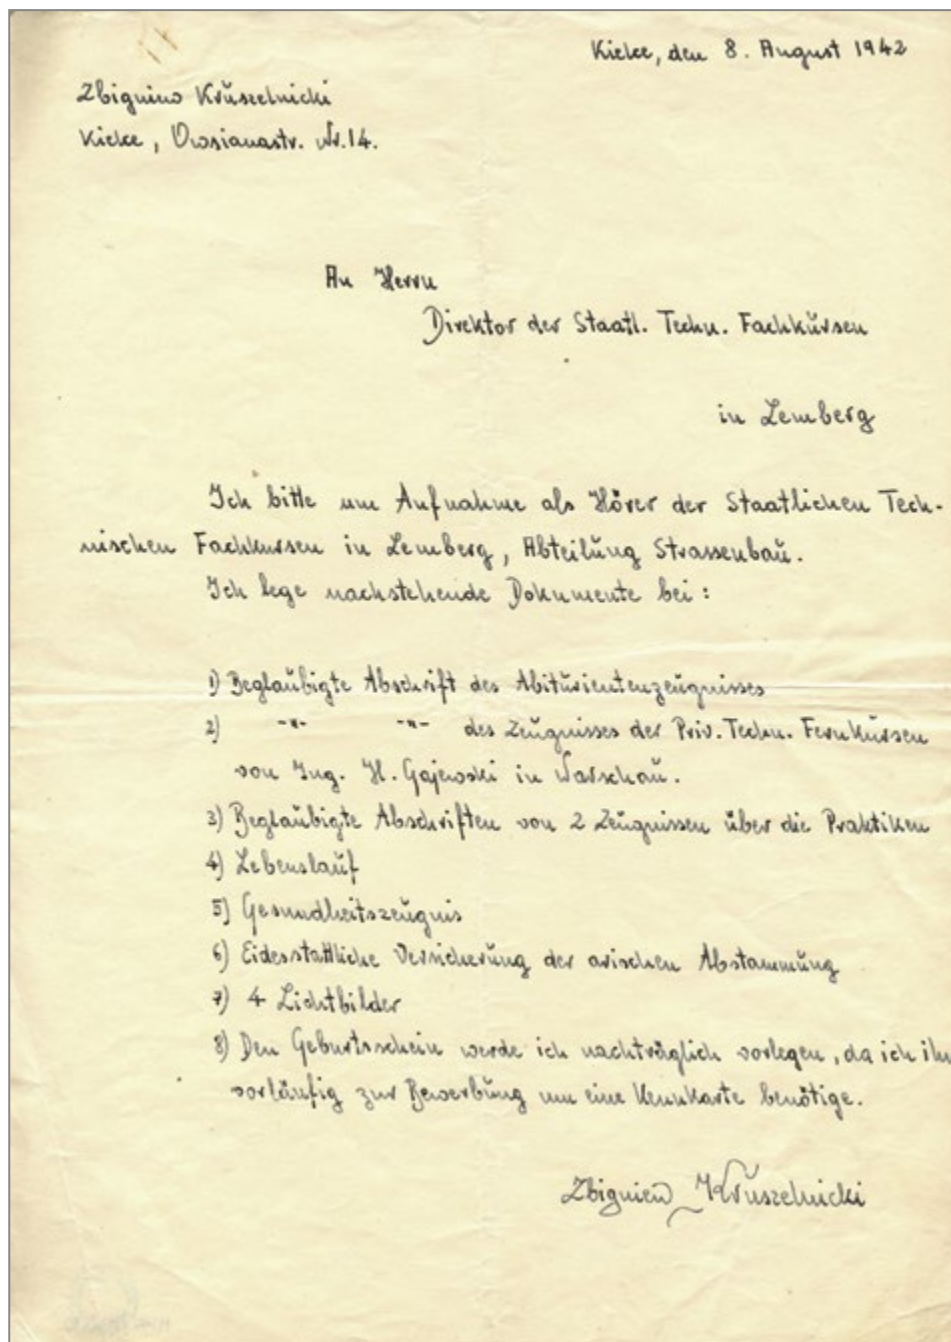 Kielce, den 8. August 1942
Zbigniew Kruszelnicki
Kielce, Owsianastr. Nr. 14.
An Herrn
Direktor der Staatl. Techn. Fachkursen
in Lemberg
Ich bitte um Aufnahme als Hörer der Staatlichen Tech-
nischen Fachkursen in Lemberg, Abteilung Strassenbau.
Ich lege nachstehende Dokumente bei:
1) Beglaubigte Abschrift des Abiturientenzeugnisses
2) -"- -"- des Zeugnisses der Priv. Techn. Fernkursen
von Ing. H. Gajewski in Warschau.
3) Beglaubigte Abschriften von 2 Zeugnissen über die Praktiken
4) Lebenslauf
5) Gesundheitszeugnis
6) Eidesstattliche Versicherung der arischen Abstammung
7) 4 Lichtbilder
8) Den Geburtsschein werde ich nachträglich vorlegen, da ich ihn
vorläufig zur Bewerbung um eine Kennkarte benötige.
Zbigniew Kruszelnicki